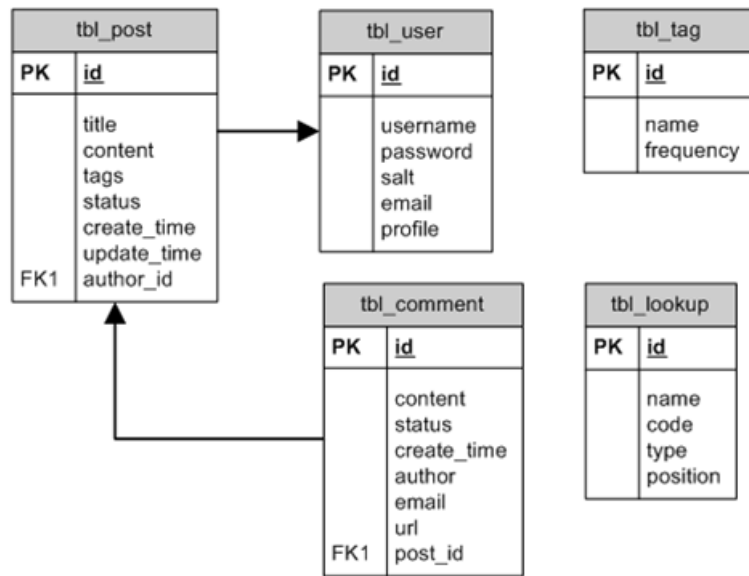 tbl_post
PK id
title
content
tags
status
create_time
update_time
FK1 author_id
tbl_user
PK id
username
password
salt
email
profile
tbl_tag
PK id
name
frequency
tbl_comment
PK id
content
status
create_time
author
email
url
FK1 post_id
tbl_lookup
PK id
name
code
type
position